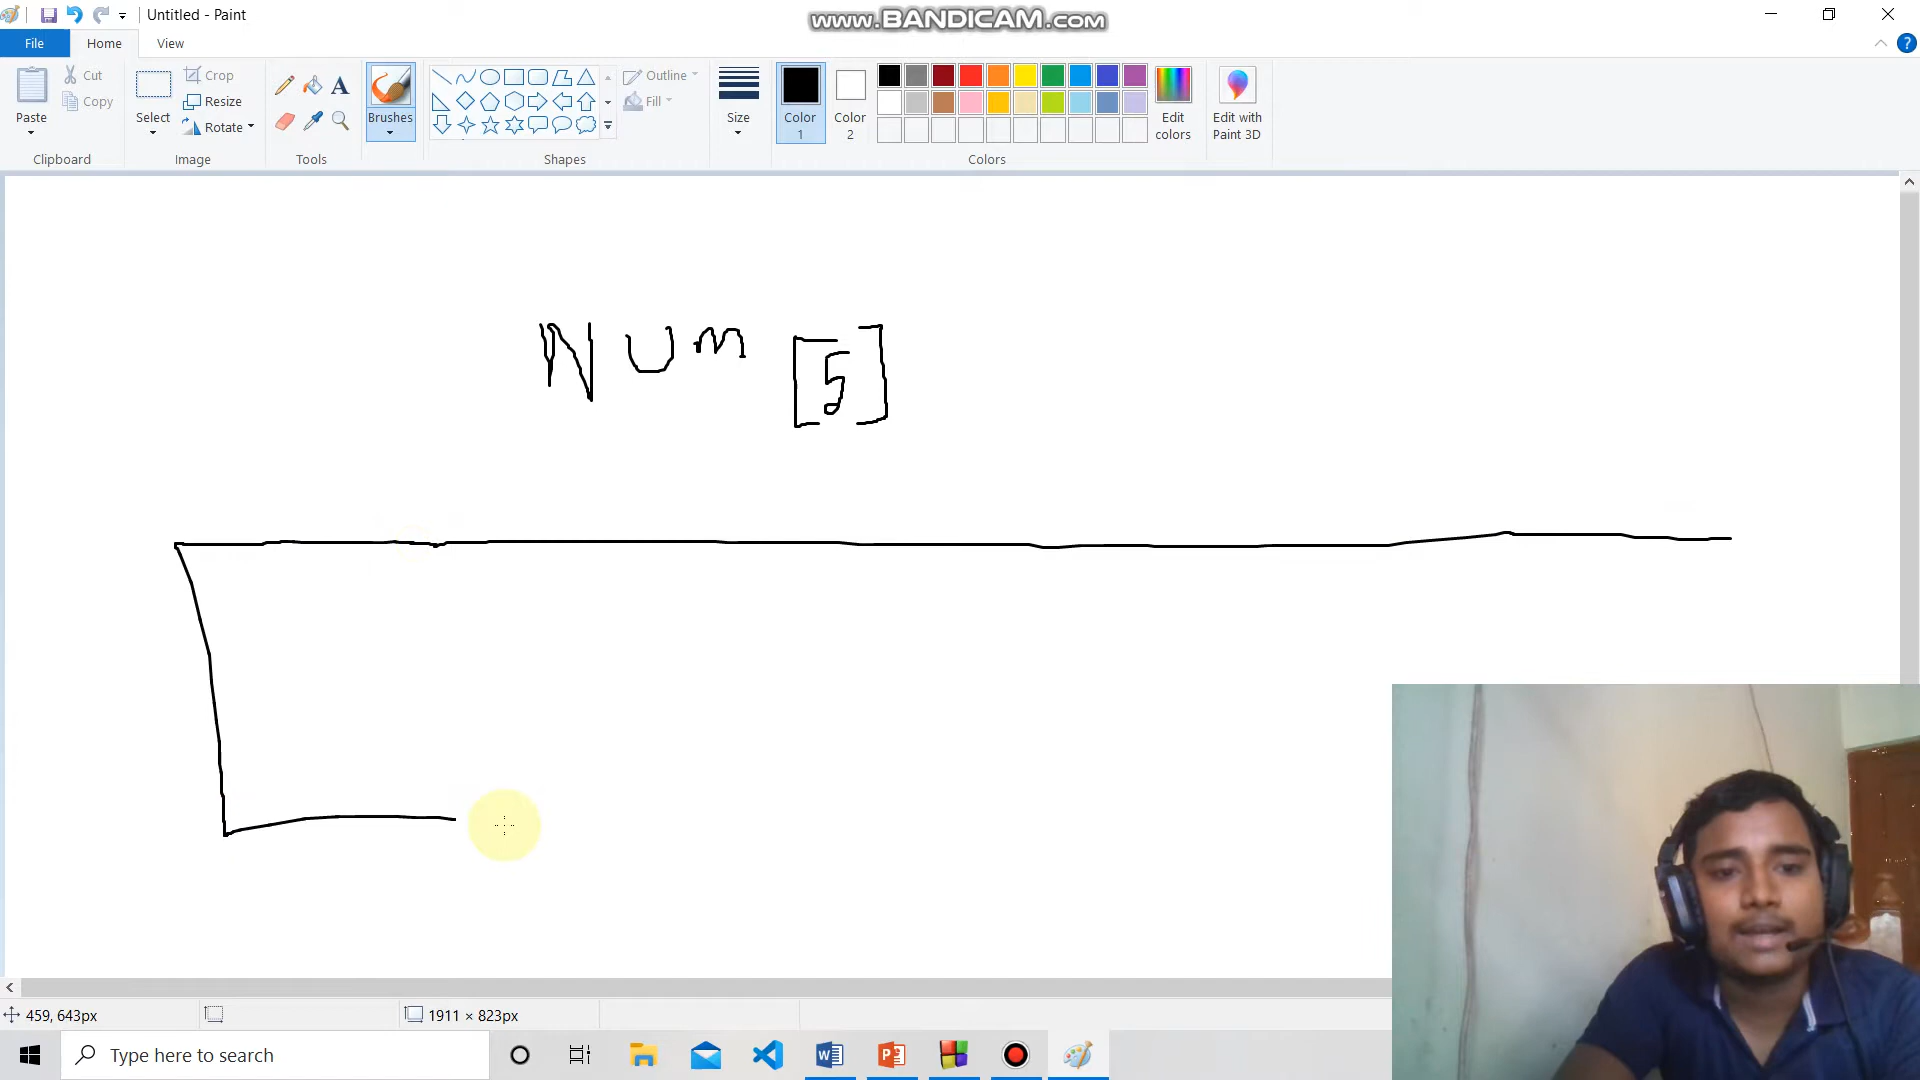 Untitled - Paint
www.BANDICAM.com
File
Home
View
Paste
Cut
Copy
Clipboard
Select
Crop
Resize
Rotate
Image
Tools
Brushes
Outline
Fill
Shapes
Size
Color 1
Color 2
Edit colors
Colors
Edit with Paint 3D
Num [5]
459, 643px
1911 × 823px
Type here to search